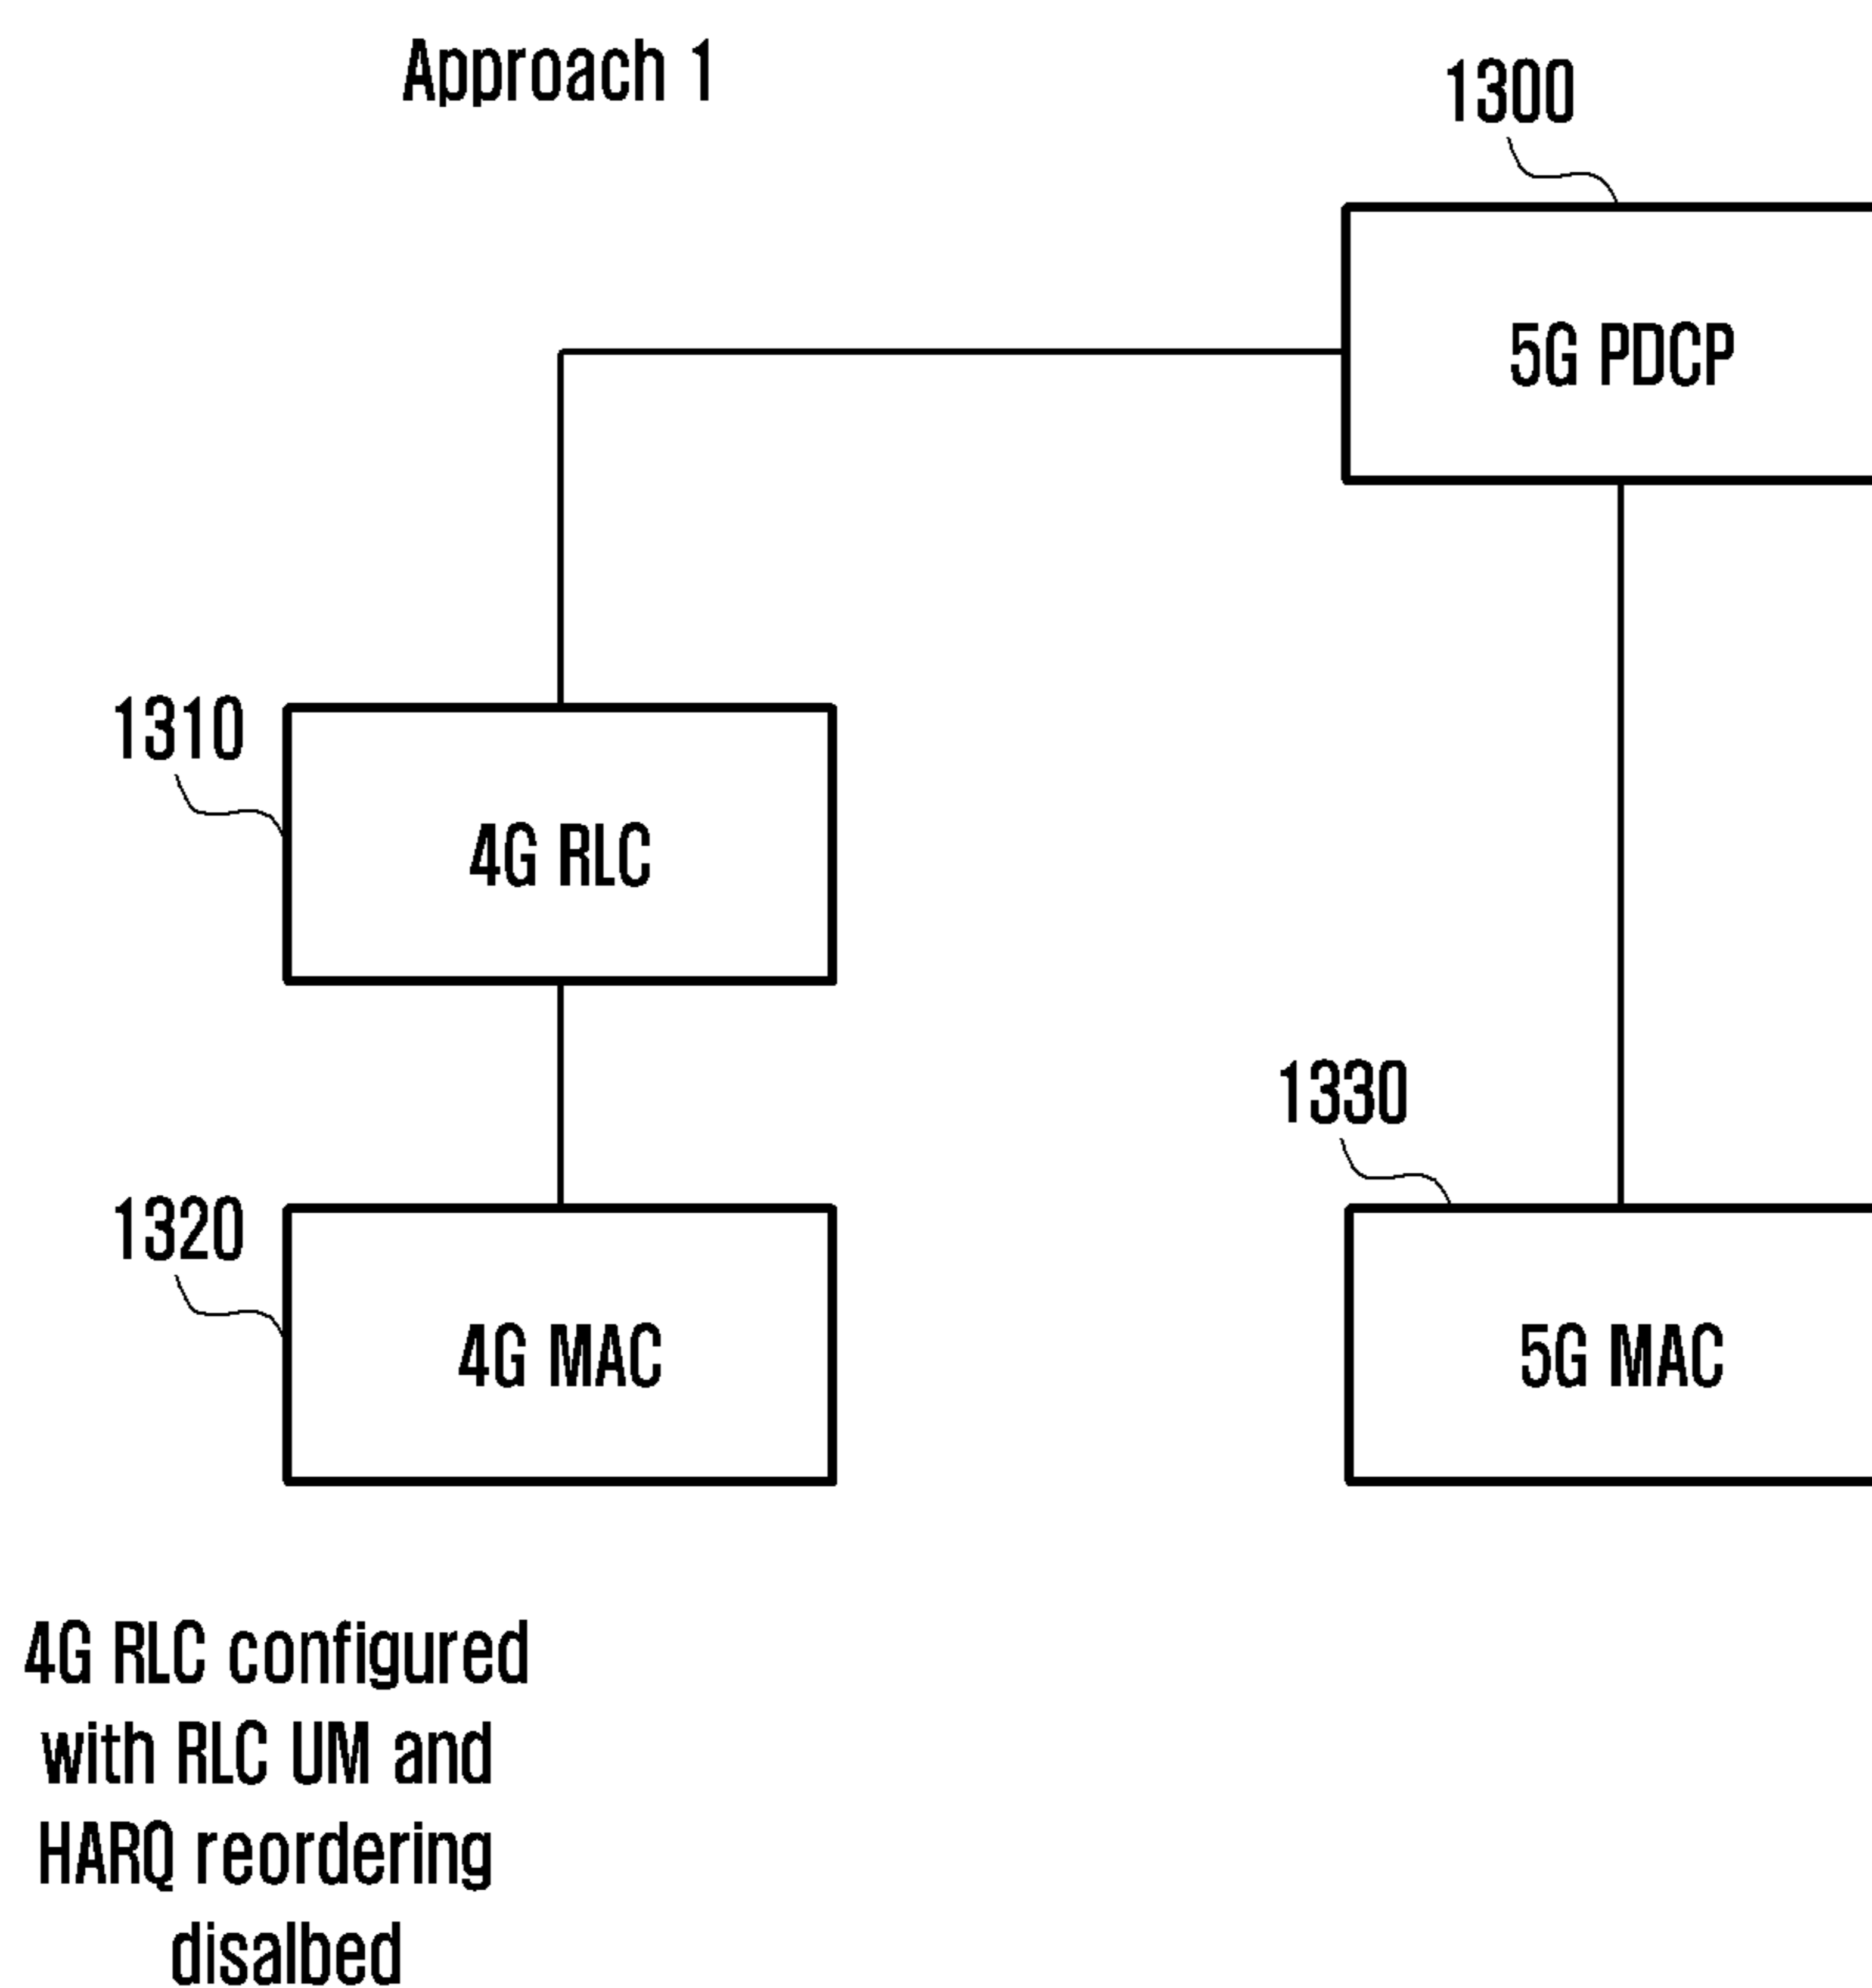 Approach 1
1300
5G PDCP
1310
4G RLC
1330
1320
4G MAC
5G MAC
4G RLC configured
with RLC UM and
HARQ reordering
disalbed